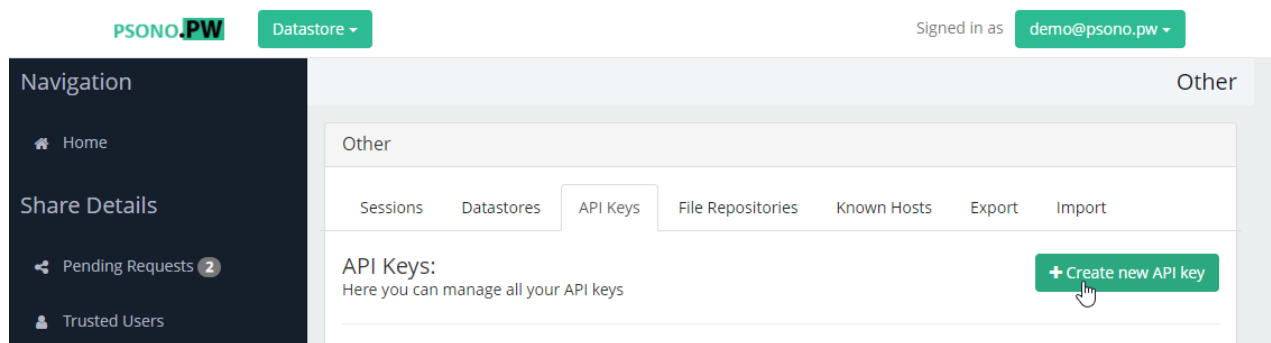 PSONO.PW Datastore Signed in as demo@psono.pw
Navigation
Other
Home
Other
Share Details
Sessions Datastores API Keys File Repositories Known Hosts Export Import
Pending Requests 2
API Keys:
Here you can manage all your API keys
+ Create new API key
Trusted Users